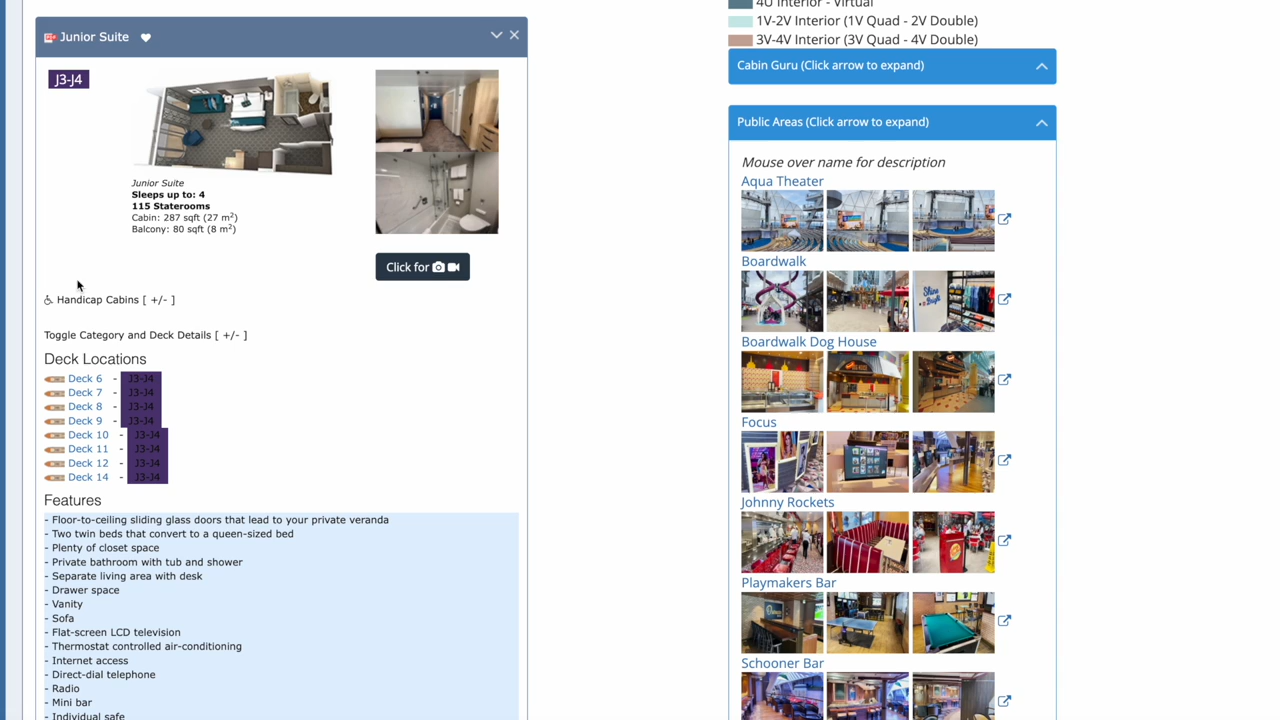 Junior Suite
J3-J4
Junior Suite
Sleeps up to: 4
115 Staterooms
Cabin: 287 sqft (27 m²)
Balcony: 80 sqft (8 m²)
Click for
Handicap Cabins [ +/- ]
Toggle Category and Deck Details [ +/- ]
Deck Locations
Deck 6 - J3-J4
Deck 7 - J3-J4
Deck 8 - J3-J4
Deck 9 - J3-J4
Deck 10 - J3-J4
Deck 11 - J3-J4
Deck 12 - J3-J4
Deck 14 - J3-J4
Features
- Floor-to-ceiling sliding glass doors that lead to your private veranda
- Two twin beds that convert to a queen-sized bed
- Plenty of closet space
- Private bathroom with tub and shower
- Separate living area with desk
- Drawer space
- Vanity
- Sofa
- Flat-screen LCD television
- Thermostat controlled air-conditioning
- Internet access
- Direct-dial telephone
- Radio
- Mini bar
- Individual safe
4U Interior - Virtual
1V-2V Interior (1V Quad - 2V Double)
3V-4V Interior (3V Quad - 4V Double)
Cabin Guru (Click arrow to expand)
Public Areas (Click arrow to expand)
Mouse over name for description
Aqua Theater
Boardwalk
Boardwalk Dog House
Focus
Johnny Rockets
Playmakers Bar
Schooner Bar